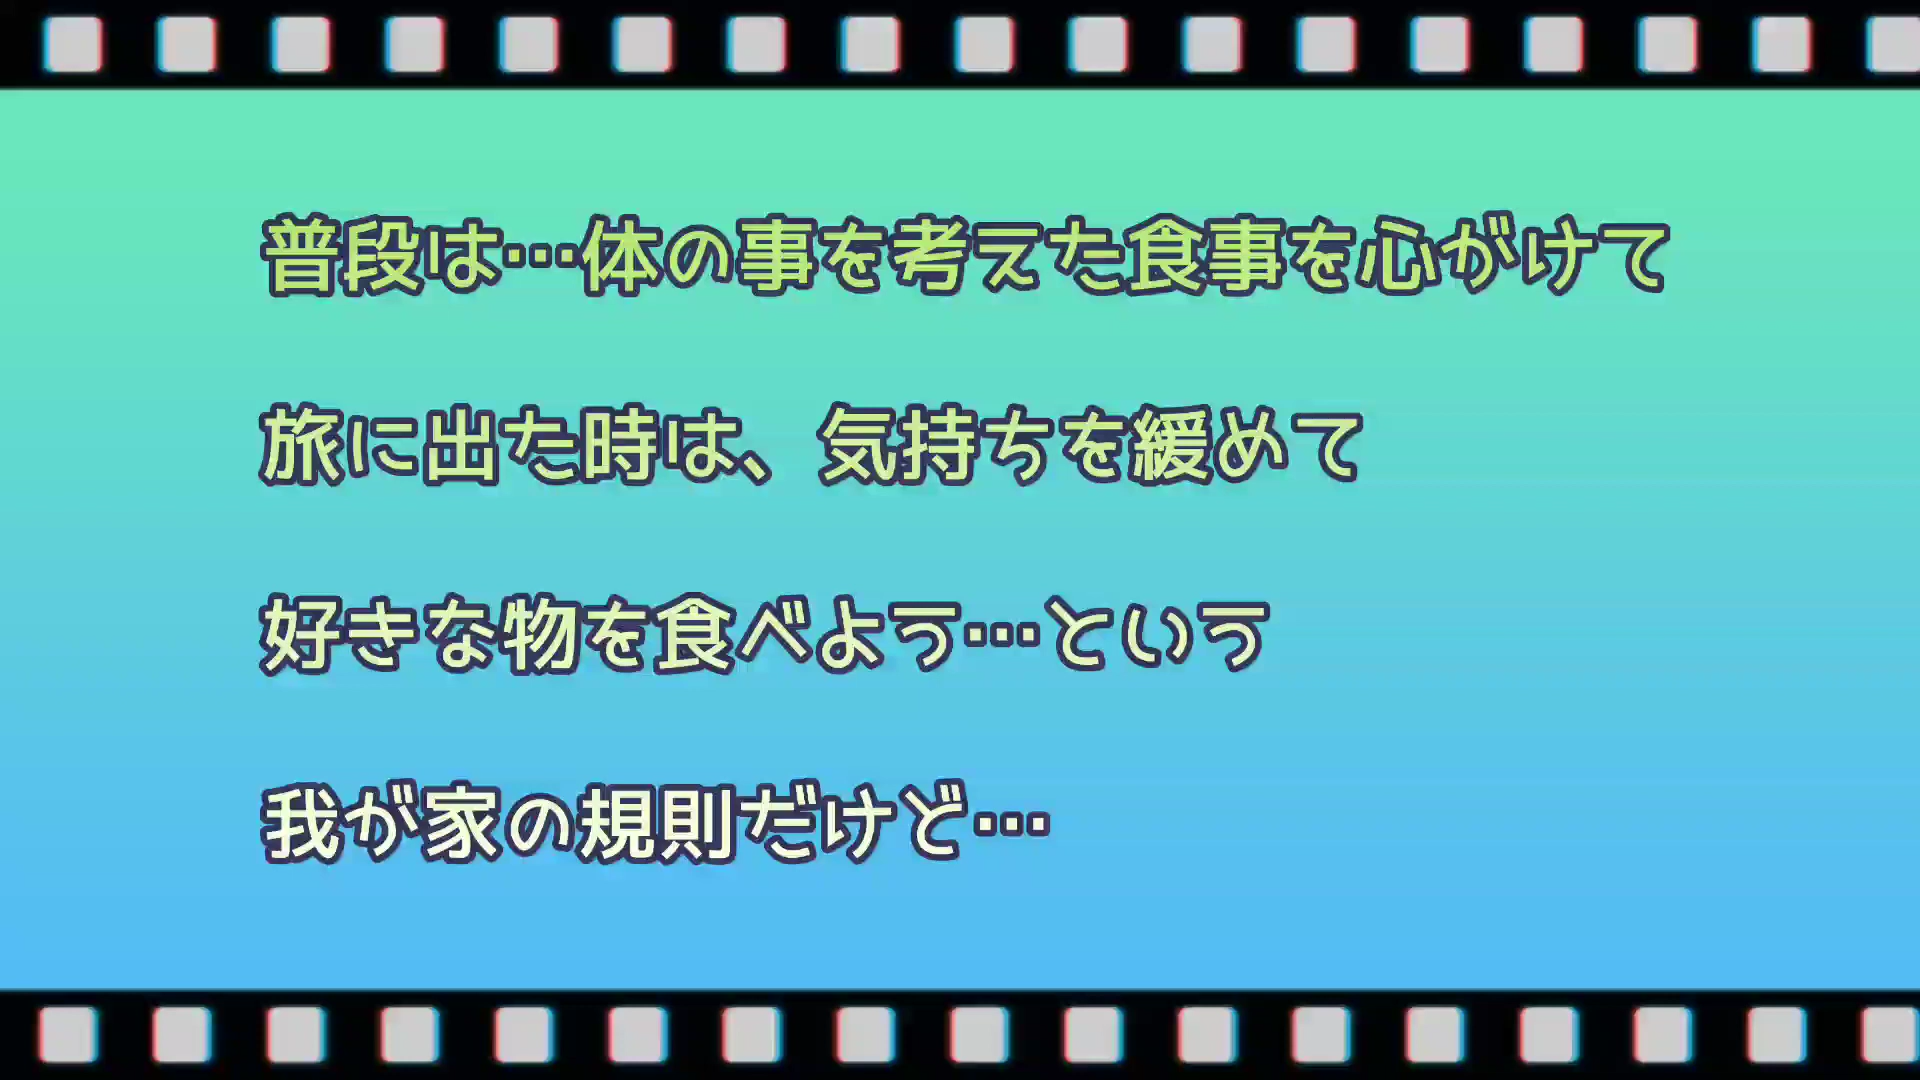 普段は…体の事を考えた食事を心がけて
旅に出た時は、気持ちを緩めて
好きな物を食べよう…という
我が家の規則だけど…